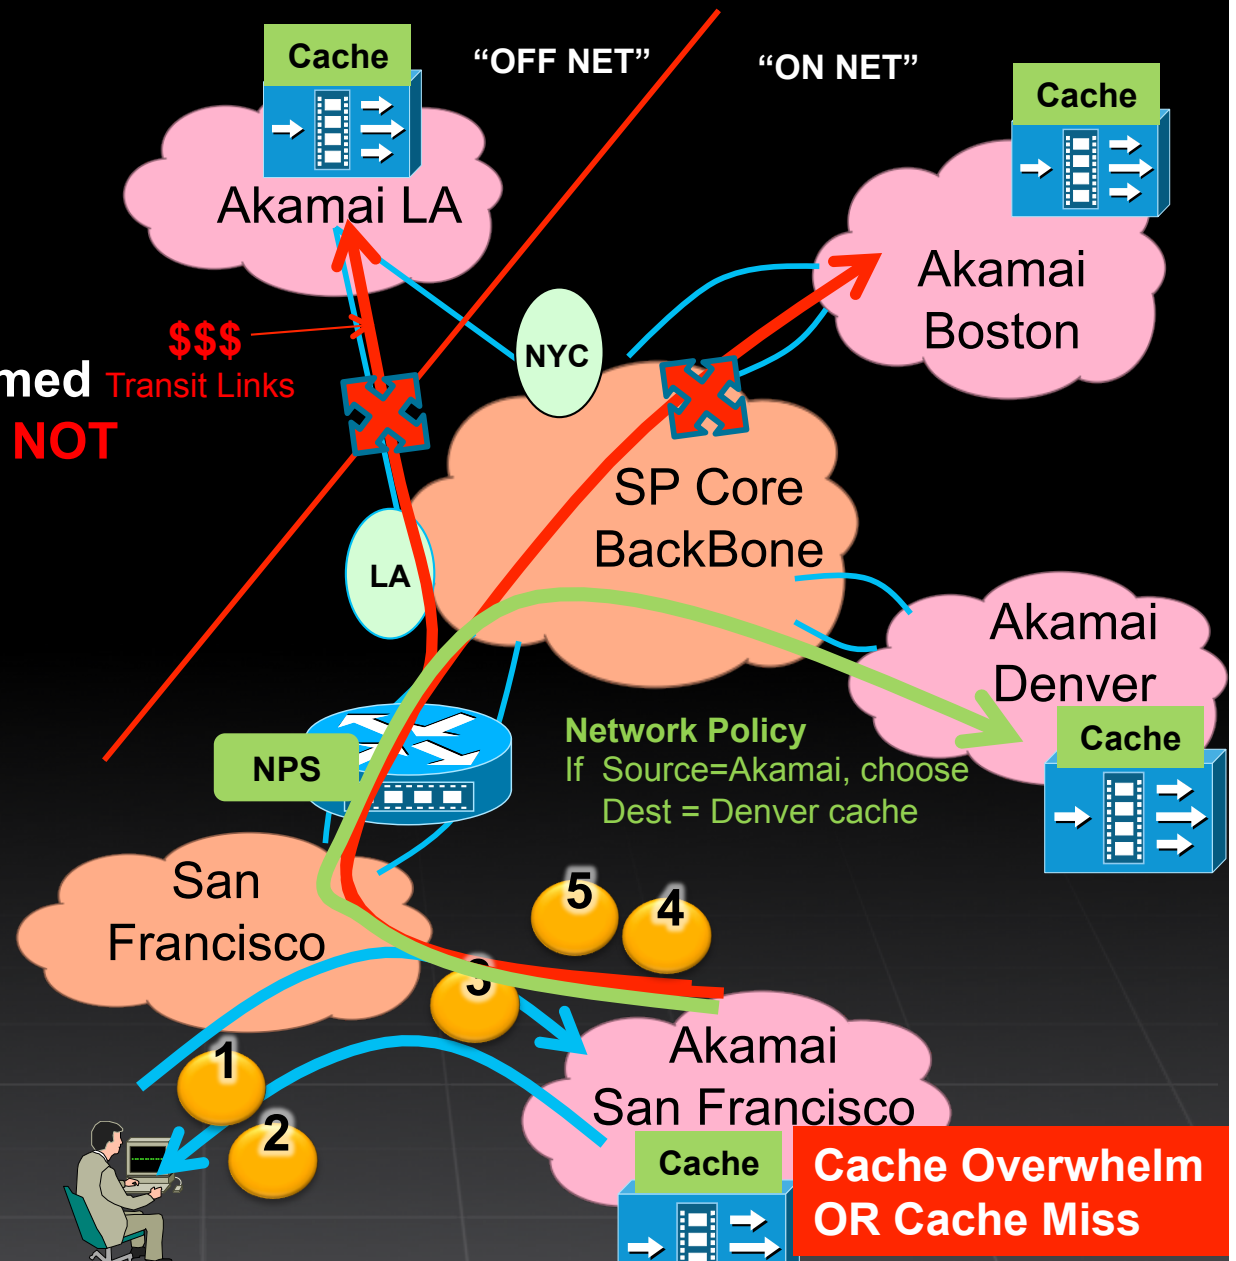 Cache
“OFF NET”
“ON NET”
Cache
Akamai LA
Akamai
Boston
$$$
med Transit Links
NOT
NYC
SP Core
BackBone
LA
Akamai
Denver
Network Policy
If Source=Akamai, choose
Dest = Denver cache
Cache
NPS
San
Francisco
5
4
3
Akamai
San Francisco
1
2
Cache
Cache Overwhelm
OR Cache Miss